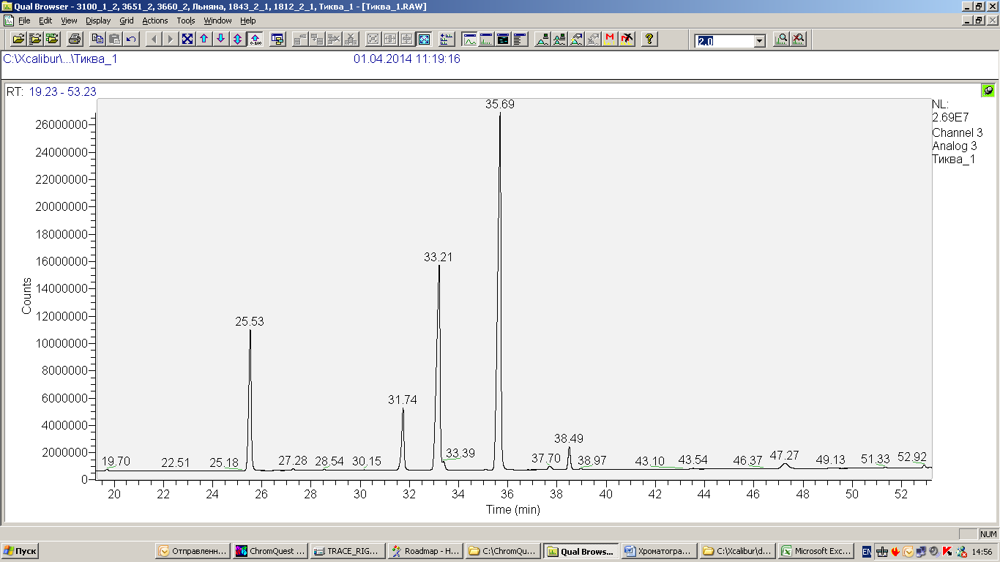 Qual Browser - 3100_1_2, 3651_2, 3660_2, Льняна, 1843_2_1, 1812_2_1, Тиква_1 - [Тиква_1.RAW]
File Edit View Display Grid Actions Tools Window Help
0-100
M
?
2.0
C:\Xcalibur\...\Тиква_1 01.04.2014 11:19:16
RT: 19.23 - 53.23
NL:
2.69E7
Channel 3
Analog 3
Тиква_1
35.69
33.21
25.53
31.74
38.49
19.70 22.51 25.18 27.28 28.54 30.15 33.39 37.70 38.97 43.10 43.54 46.37 47.27 49.13 51.33 52.92
26000000
24000000
22000000
20000000
18000000
16000000
14000000
12000000
10000000
8000000
6000000
4000000
2000000
0
Counts
20 22 24 26 28 30 32 34 36 38 40 42 44 46 48 50 52
Time (min)
NUM
Пуск Отправленн... ChromQuest ... TRACE_RIG... Roadmap - H... C:\ChromQu... Qual Brows... Хроматогра... C:\Xcalibur\d... Microsoft Exc... EN 14:56